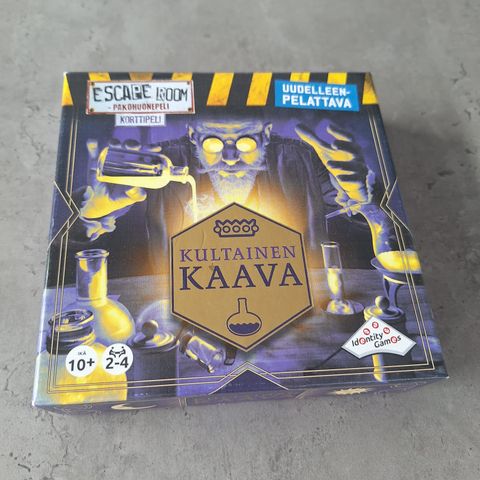 ESCAPE ROOM
- PAKOHUONEPELI
KORTTIPELI
UUDELLEEN-
PELATTAVA
KULTAINEN
KAAVA
IKÄ
10+
2-4
Identity
Games